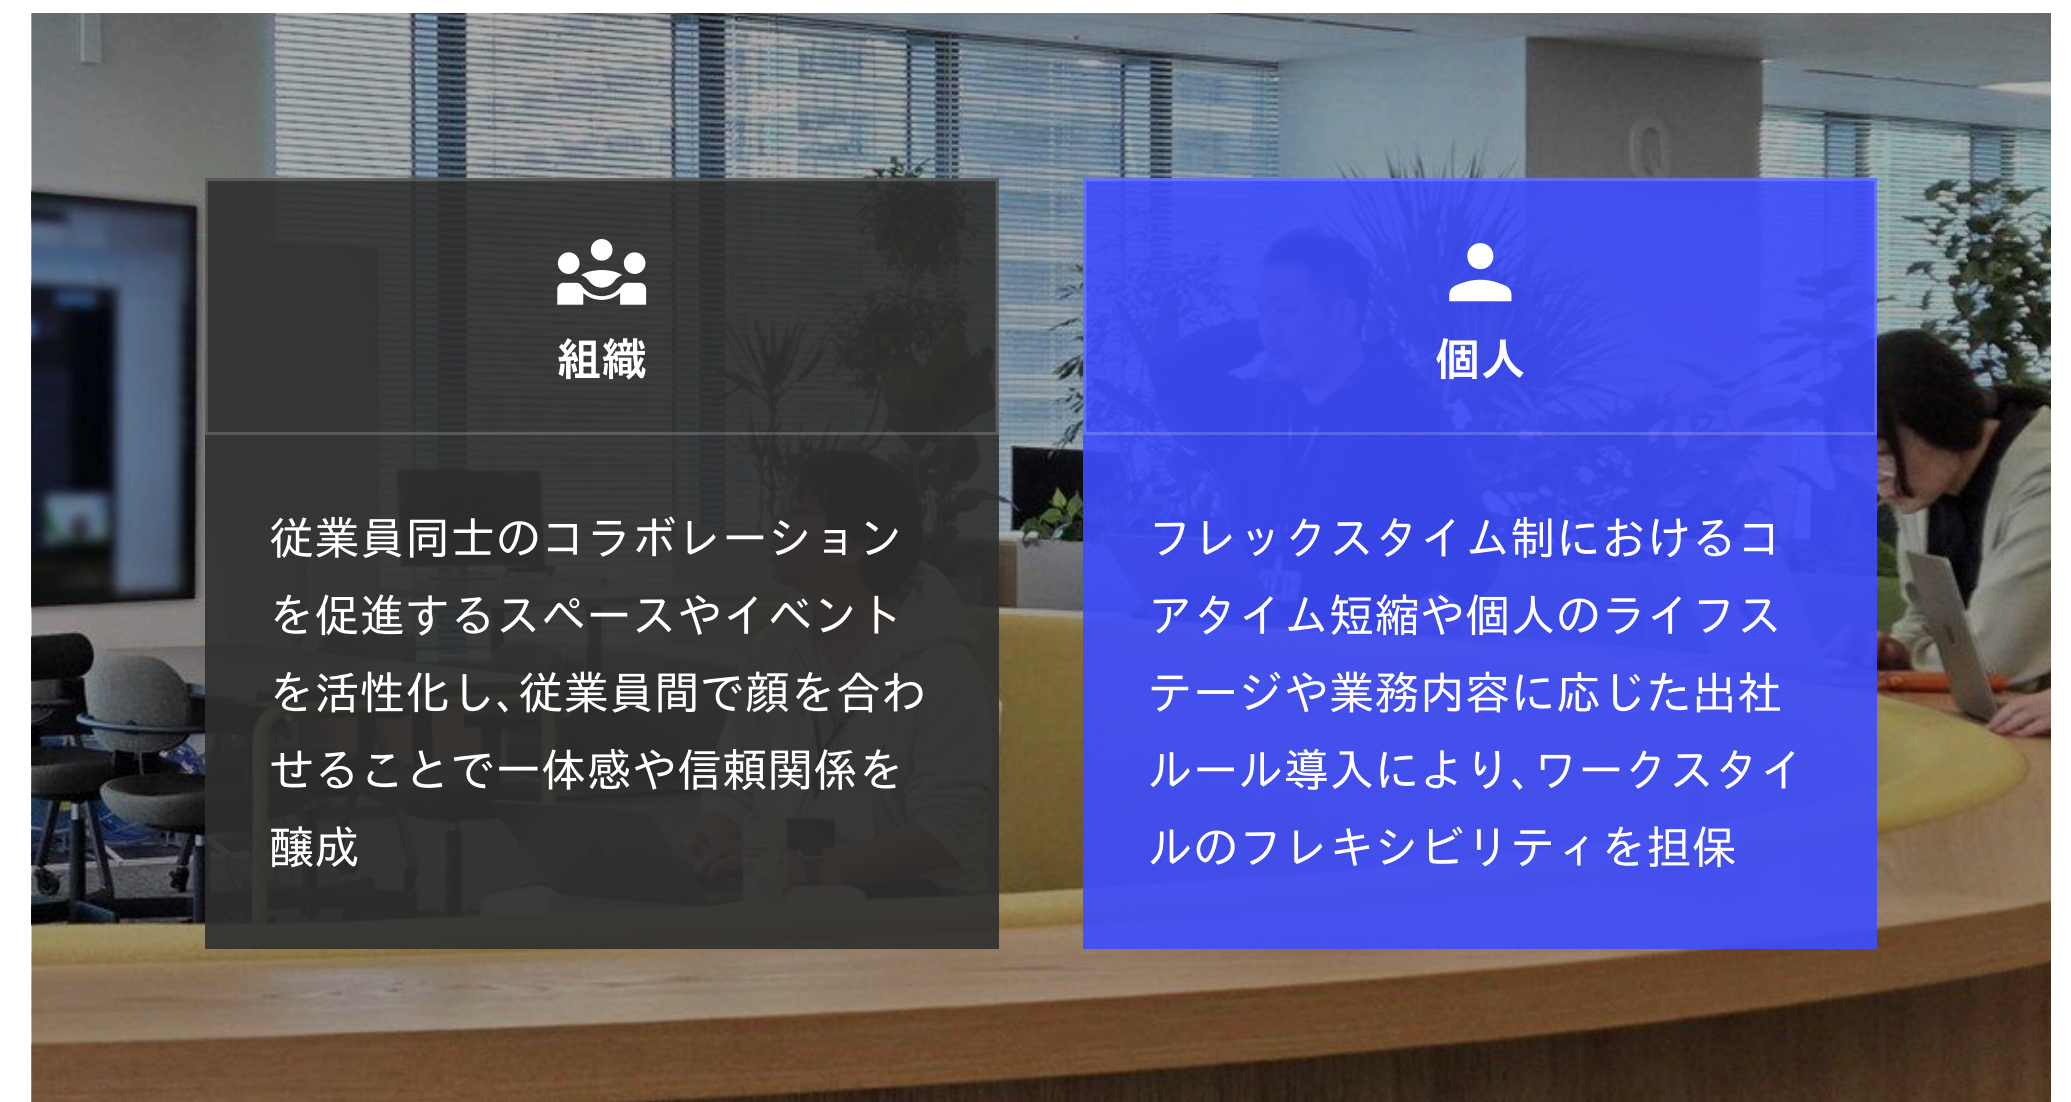 組織
従業員同士のコラボレーション
を促進するスペースやイベント
を活性化し、従業員間で顔を合わ
せることで一体感や信頼関係を
醸成
個人
フレックスタイム制におけるコ
アタイム短縮や個人のライフス
テージや業務内容に応じた出社
ルール導入により、ワークスタイ
ルのフレキシビリティを担保